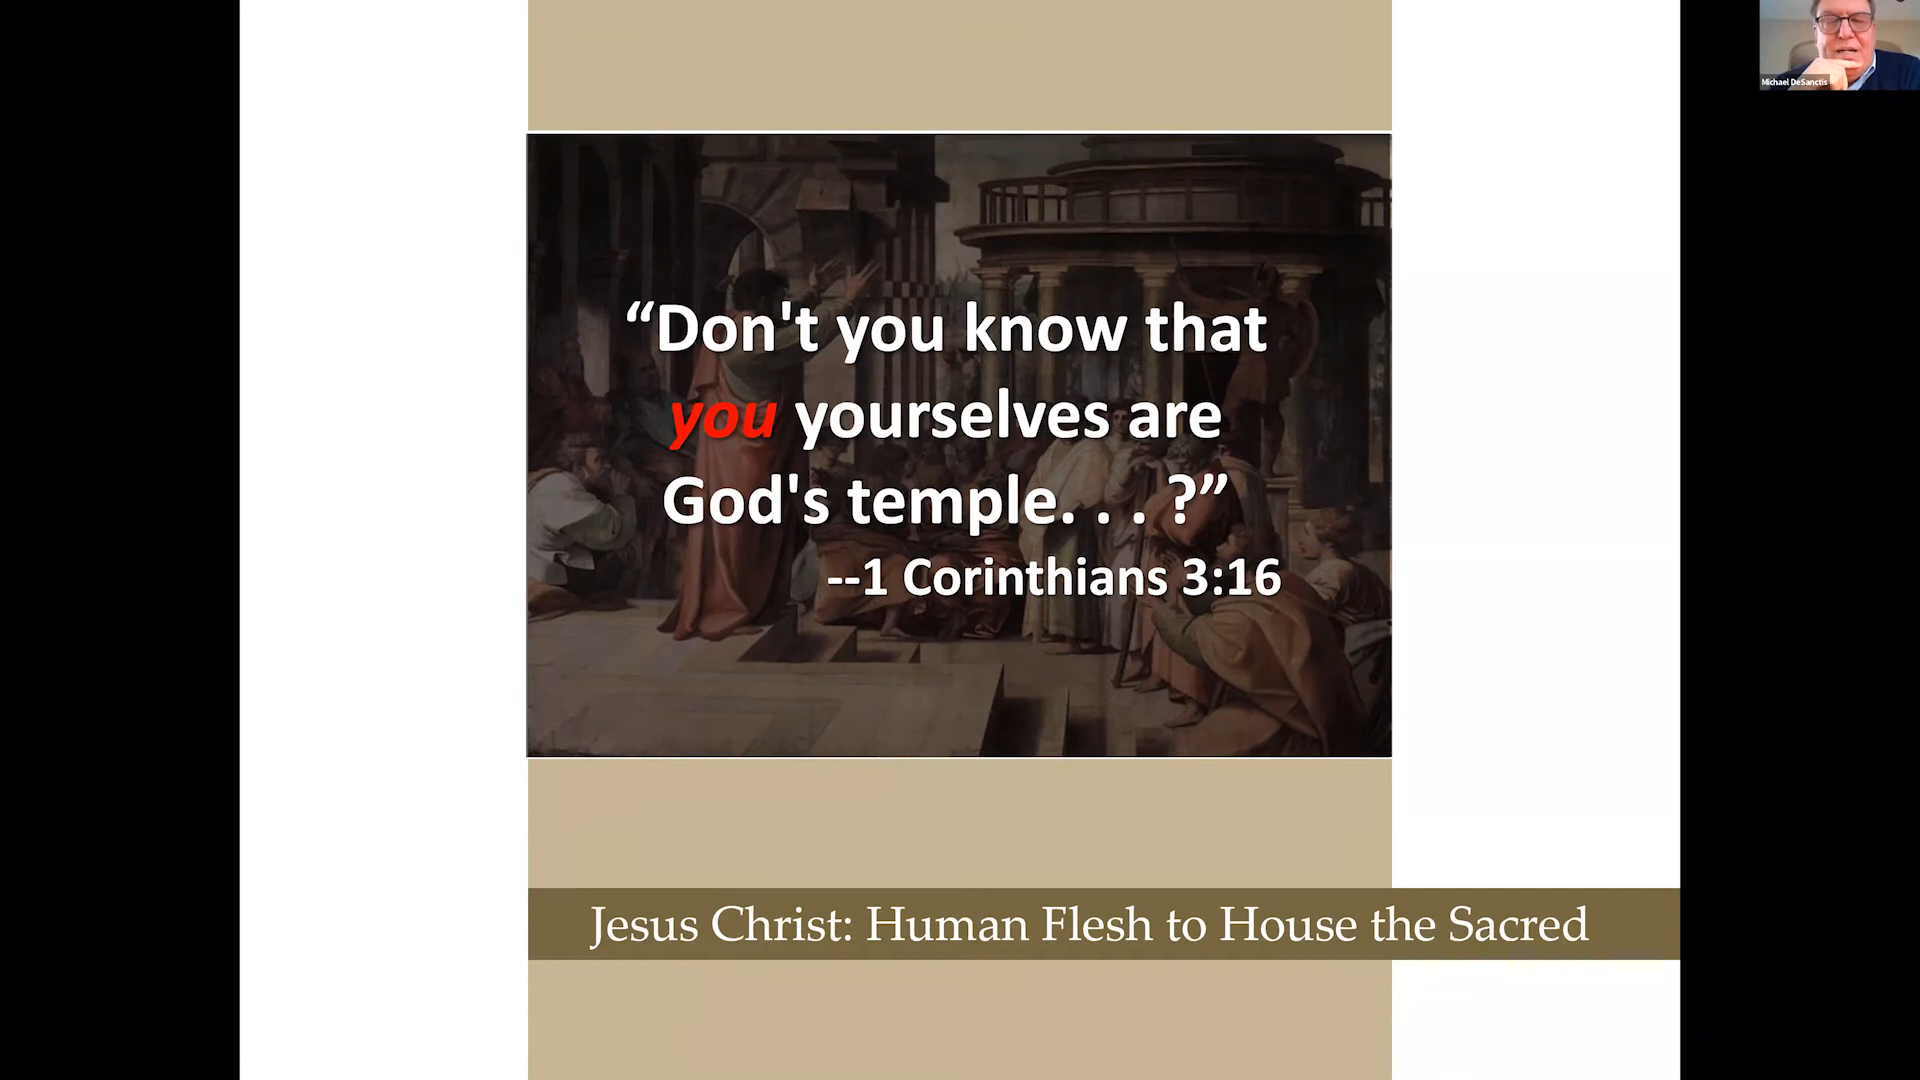 Michael DeSanctis
“Don't you know that
you yourselves are
God's temple. . . ?”
--1 Corinthians 3:16
Jesus Christ: Human Flesh to House the Sacred